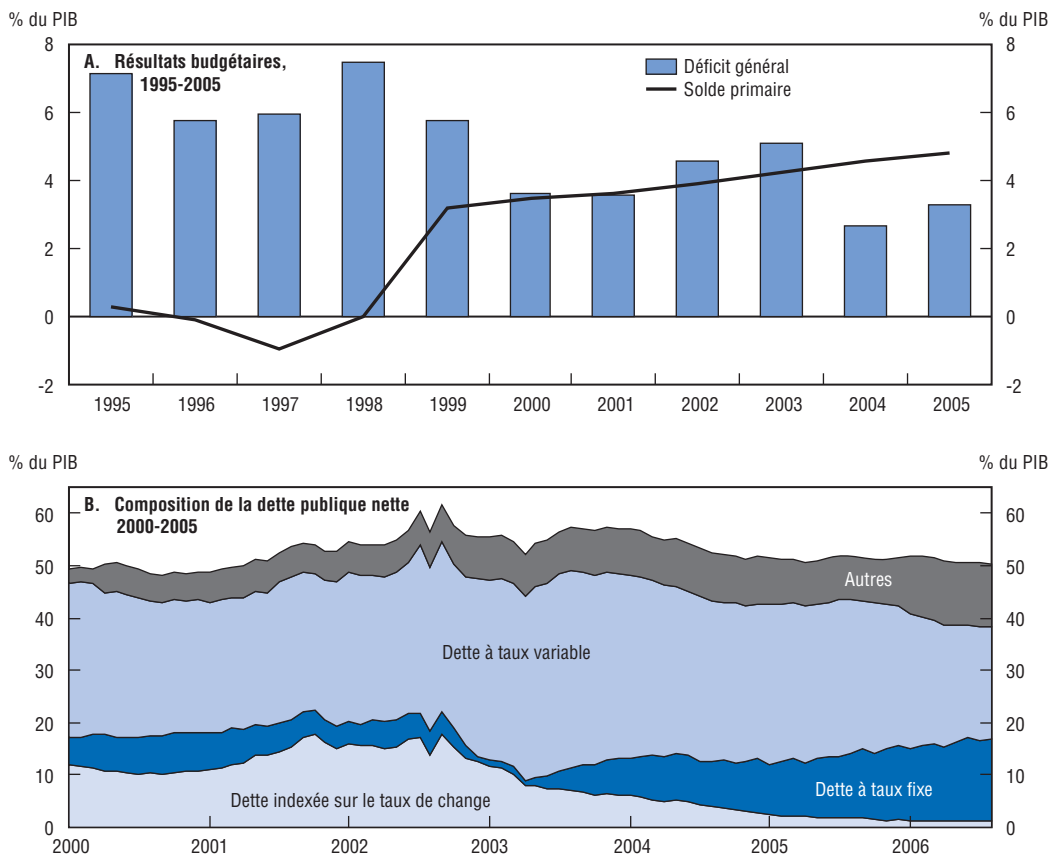 % du PIB
% du PIB
A. Résultats budgétaires,
1995-2005
Déficit général
Solde primaire
8
6
4
2
0
-2
8
6
4
2
0
-2
1995 1996 1997 1998 1999 2000 2001 2002 2003 2004 2005
% du PIB
% du PIB
B. Composition de la dette publique nette
2000-2005
60
50
40
30
20
10
0
60
50
40
30
20
10
0
Autres
Dette à taux variable
Dette à taux fixe
Dette indexée sur le taux de change
2000 2001 2002 2003 2004 2005 2006